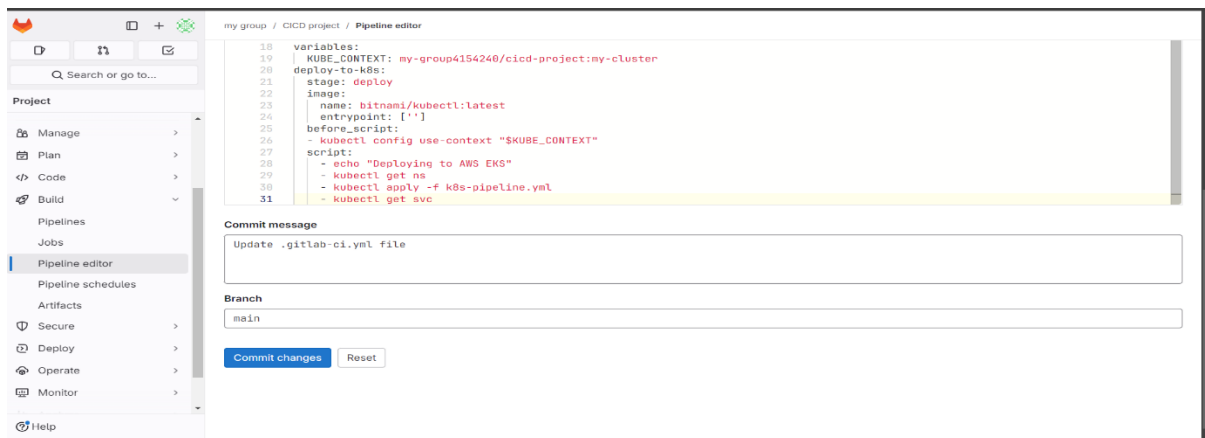 my group / CICD project / Pipeline editor
Search or go to...
Project
Manage
Plan
Code
Build
Pipelines
Jobs
Pipeline editor
Pipeline schedules
Artifacts
Secure
Deploy
Operate
Monitor
Help
18 variables:
19 KUBE_CONTEXT: my-group4154240/cicd-project:my-cluster
20 deploy-to-k8s:
21 stage: deploy
22 image:
23 name: bitnami/kubectl:latest
24 entrypoint: ['']
25 before_script:
26 - kubectl config use-context "$KUBE_CONTEXT"
27 script:
28 - echo "Deploying to AWS EKS"
29 - kubectl get ns
30 - kubectl apply -f k8s-pipeline.yml
31 - kubectl get svc
Commit message
Update .gitlab-ci.yml file
Branch
main
Commit changes Reset